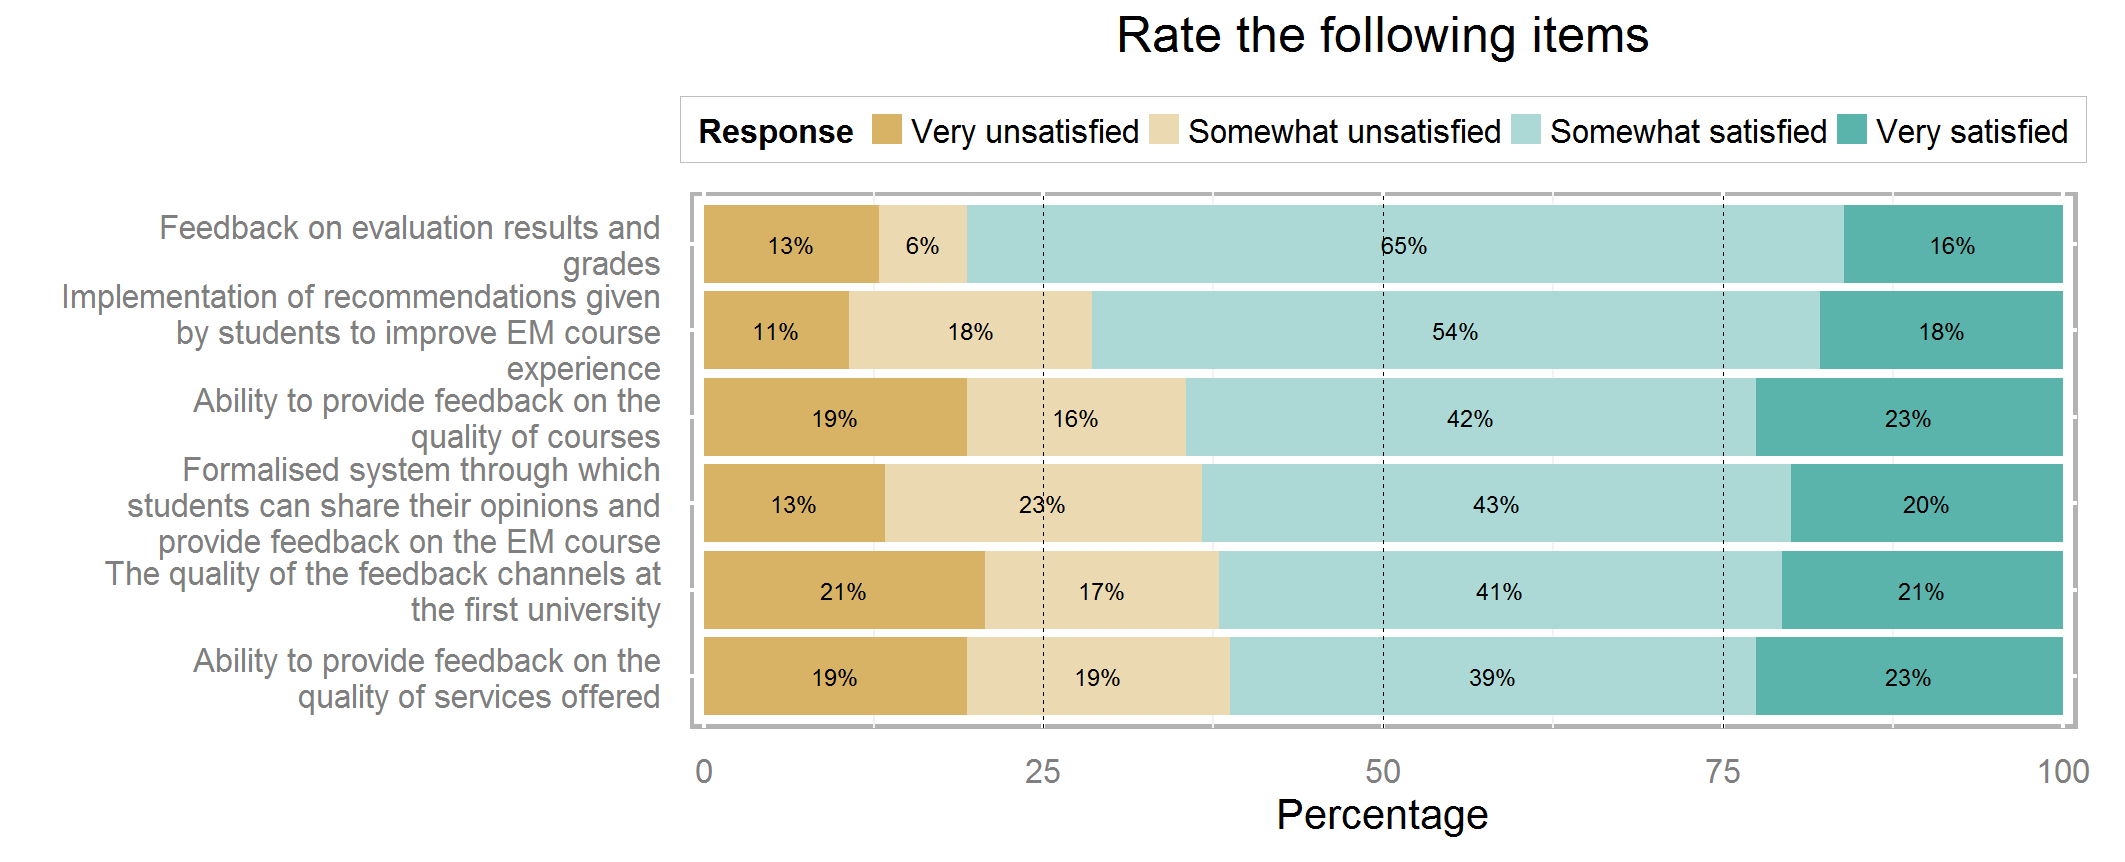 Rate the following items
Response Very unsatisfied Somewhat unsatisfied Somewhat satisfied Very satisfied
Feedback on evaluation results and
grades
13% 6% 65% 16%
Implementation of recommendations given
by students to improve EM course
experience
11% 18% 54% 18%
Ability to provide feedback on the
quality of courses
19% 16% 42% 23%
Formalised system through which
students can share their opinions and
provide feedback on the EM course
13% 23% 43% 20%
The quality of the feedback channels at
the first university
21% 17% 41% 21%
Ability to provide feedback on the
quality of services offered
19% 19% 39% 23%
0 25 50 75 100
Percentage